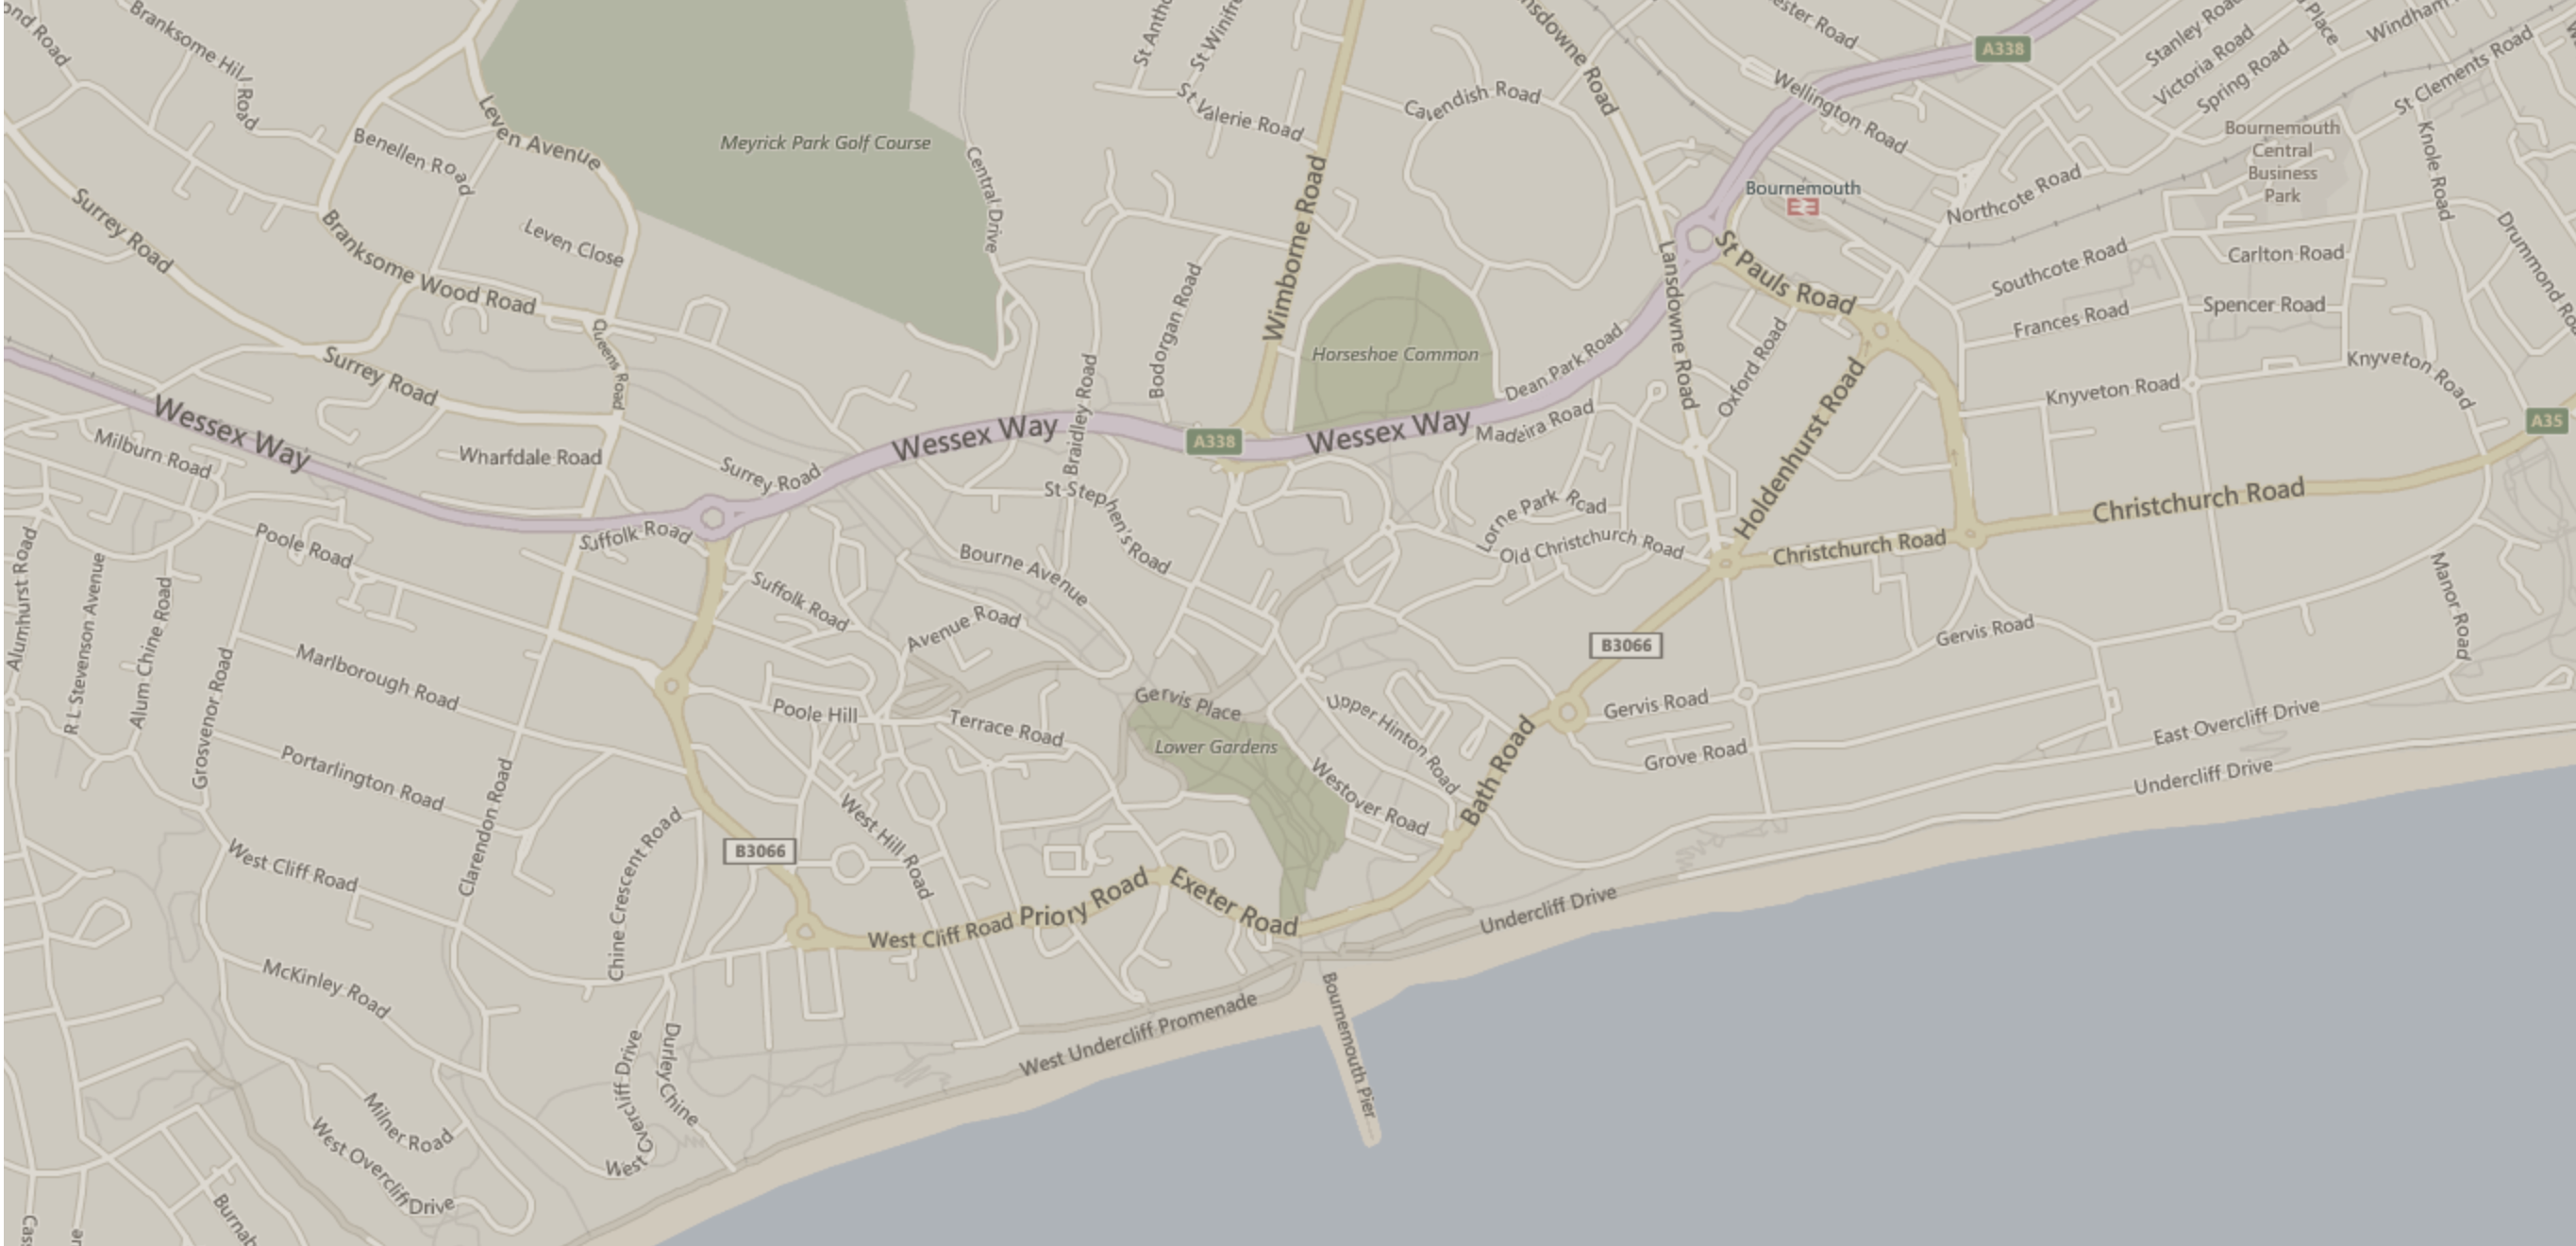 Branksome Hill Road
St Valerie Road
Cavendish Road
Lansdowne Road
Wellington Road
A338
Stanley Road
Victoria Road
Spring Road
St Clements Road
Benellen Road
Leven Avenue
Meyrick Park Golf Course
Central Drive
Wimborne Road
Bournemouth
Northcote Road
Bournemouth
Central
Business
Park
Knole Road
Surrey Road
Branksome Wood Road
Leven Close
Bodorgan Road
Horseshoe Common
Lansdowne Road
St Pauls Road
Southcote Road
Carlton Road
Frances Road
Spencer Road
Surrey Road
Queens Road
Braidley Road
Dean Park Road
Oxford Road
Knyveton Road
Knyveton Road
Wessex Way
Wessex Way
A338
Wessex Way
Madeira Road
Holdenhurst Road
A35
Milburn Road
Wharfdale Road
Surrey Road
St Stephen's Road
Lorne Park Road
Christchurch Road
Poole Road
Suffolk Road
Bourne Avenue
Old Christchurch Road
Christchurch Road
Alumhurst Road
R L Stevenson Avenue
Alum Chine Road
Suffolk Road
Avenue Road
B3066
Gervis Road
Manor Road
Marlborough Road
Grosvenor Road
Poole Hill
Terrace Road
Gervis Place
Lower Gardens
Upper Hinton Road
Gervis Road
East Overcliff Drive
Portarlington Road
Clarendon Road
Westover Road
Bath Road
Grove Road
Undercliff Drive
West Cliff Road
Chine Crescent Road
B3066
West Hill Road
West Cliff Road
Priory Road
Exeter Road
Undercliff Drive
McKinley Road
West Undercliff Promenade
Bournemouth Pier
Milner Road
West Overcliff Drive
West Overcliff Drive
Durley Chine